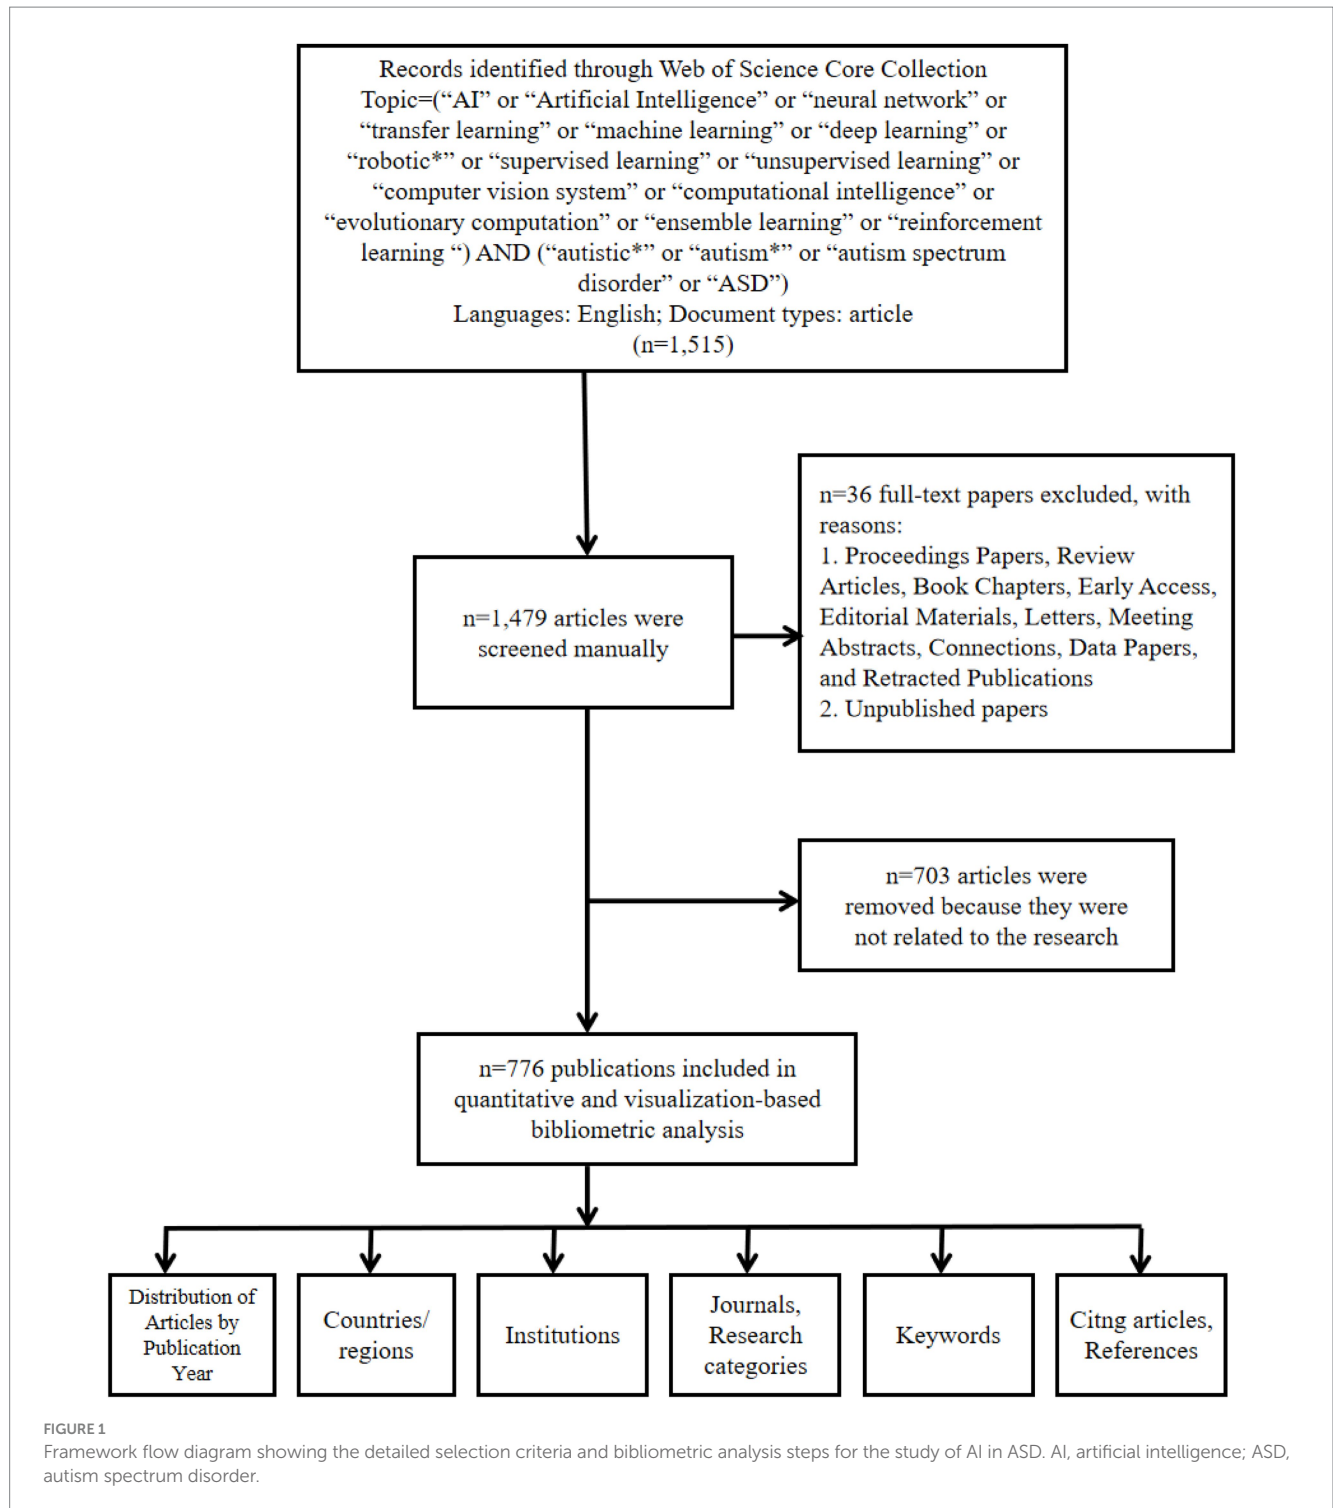 Records identified through Web of Science Core Collection
Topic=(“AI” or “Artificial Intelligence” or “neural network” or
“transfer learning” or “machine learning” or “deep learning” or
“robotic*” or “supervised learning” or “unsupervised learning” or
“computer vision system” or “computational intelligence” or
“evolutionary computation” or “ensemble learning” or “reinforcement
learning “) AND (“autistic*” or “autism*” or “autism spectrum
disorder” or “ASD”)
Languages: English; Document types: article
(n=1,515)
n=36 full-text papers excluded, with
reasons:
1. Proceedings Papers, Review
Articles, Book Chapters, Early Access,
Editorial Materials, Letters, Meeting
Abstracts, Connections, Data Papers,
and Retracted Publications
2. Unpublished papers
n=1,479 articles were
screened manually
n=703 articles were
removed because they were
not related to the research
n=776 publications included in
quantitative and visualization-based
bibliometric analysis
Distribution of
Articles by
Publication
Year
Countries/
regions
Institutions
Journals,
Research
categories
Keywords
Citng articles,
References
FIGURE 1
Framework flow diagram showing the detailed selection criteria and bibliometric analysis steps for the study of AI in ASD. AI, artificial intelligence; ASD,
autism spectrum disorder.